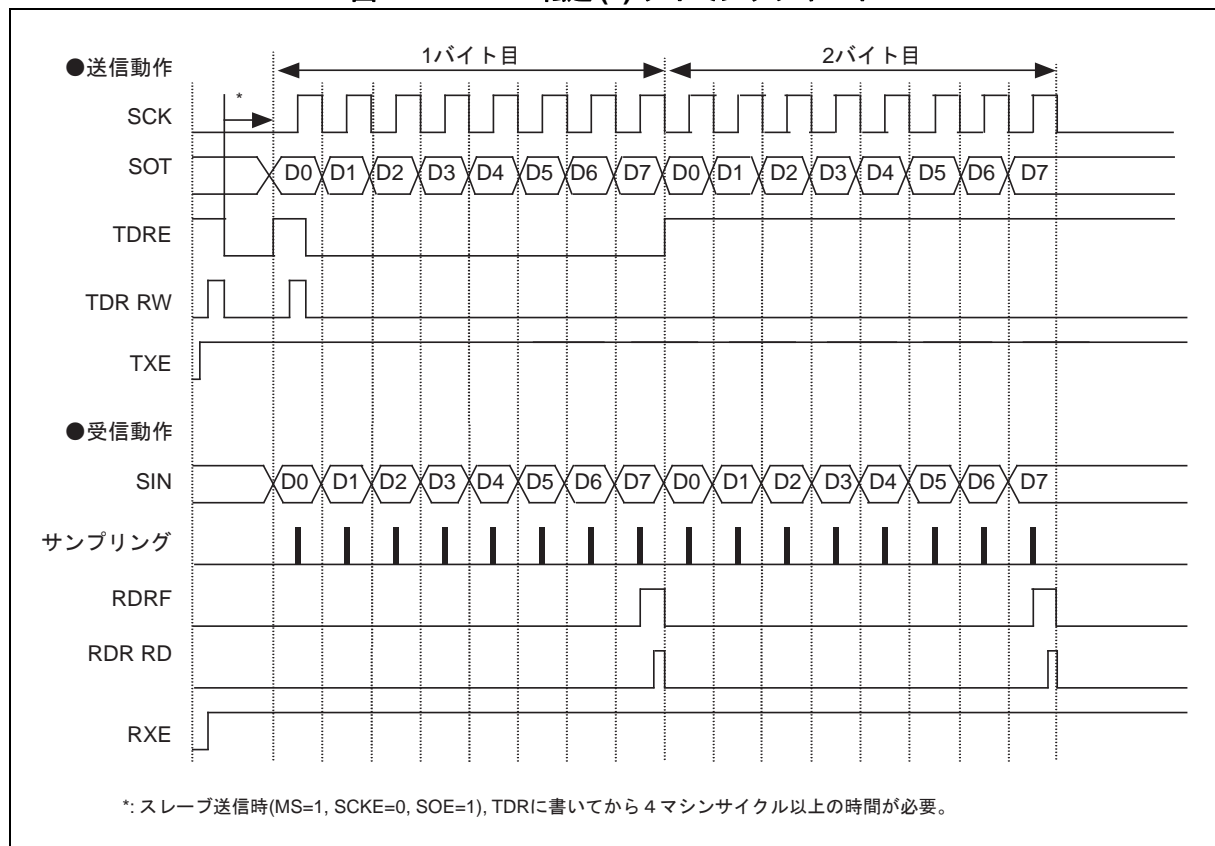 1バイト目 2バイト目
●送信動作
*
SCK
SOT D0 D1 D2 D3 D4 D5 D6 D7 D0 D1 D2 D3 D4 D5 D6 D7
TDRE
TDR RW
TXE
●受信動作
SIN D0 D1 D2 D3 D4 D5 D6 D7 D0 D1 D2 D3 D4 D5 D6 D7
サンプリング
RDRF
RDR RD
RXE
*: スレーブ送信時(MS=1, SCKE=0, SOE=1), TDRに書いてから４マシンサイクル以上の時間が必要。